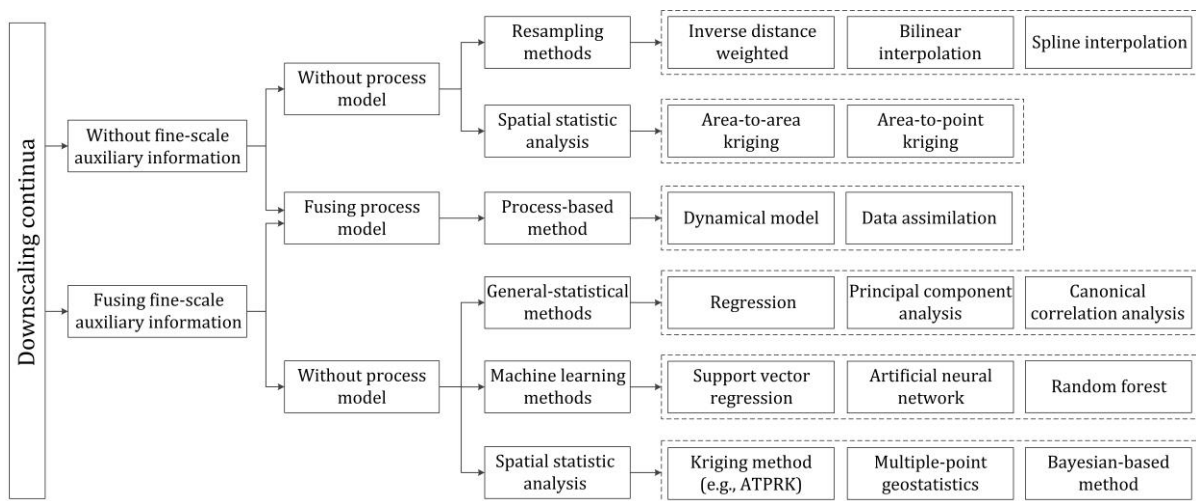 Downscaling continua
Without fine-scale
auxiliary information
Fusing fine-scale
auxiliary information
Without process
model
Fusing process
model
Without process
model
Resampling
methods
Inverse distance
weighted
Bilinear
interpolation
Spline interpolation
Spatial statistic
analysis
Area-to-area
kriging
Area-to-point
kriging
Process-based
method
Dynamical model
Data assimilation
General-statistical
methods
Regression
Principal component
analysis
Canonical
correlation analysis
Machine learning
methods
Support vector
regression
Artificial neural
network
Random forest
Spatial statistic
analysis
Kriging method
(e.g., ATPRK)
Multiple-point
geostatistics
Bayesian-based
method